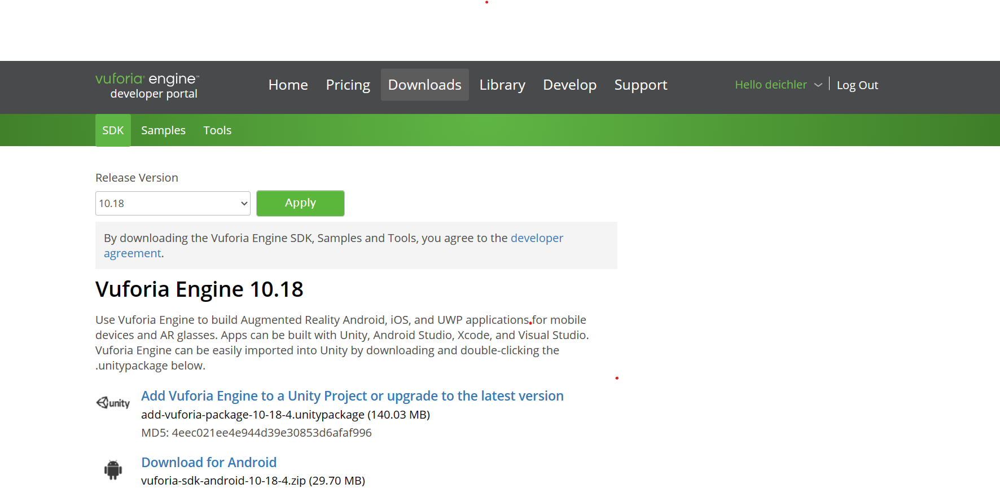 vuforia® engine™
developer portal
Home Pricing Downloads Library Develop Support
Hello deichler Log Out
SDK Samples Tools
Release Version
10.18
Apply
By downloading the Vuforia Engine SDK, Samples and Tools, you agree to the developer
agreement.
Vuforia Engine 10.18
Use Vuforia Engine to build Augmented Reality Android, iOS, and UWP applications for mobile
devices and AR glasses. Apps can be built with Unity, Android Studio, Xcode, and Visual Studio.
Vuforia Engine can be easily imported into Unity by downloading and double-clicking the
.unitypackage below.
unity
Add Vuforia Engine to a Unity Project or upgrade to the latest version
add-vuforia-package-10-18-4.unitypackage (140.03 MB)
MD5: 4eec021ee4e944d39e30853d6afaf996
Download for Android
vuforia-sdk-android-10-18-4.zip (29.70 MB)